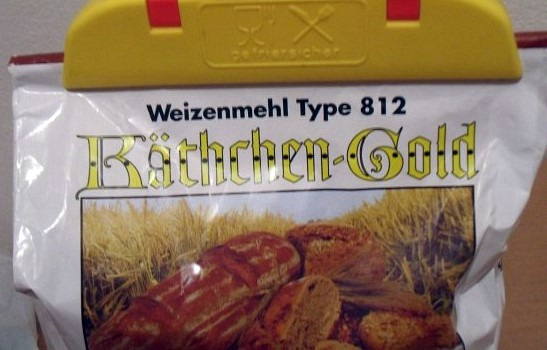 gefriersicher
Weizenmehl Type 812
Käthchen-Gold